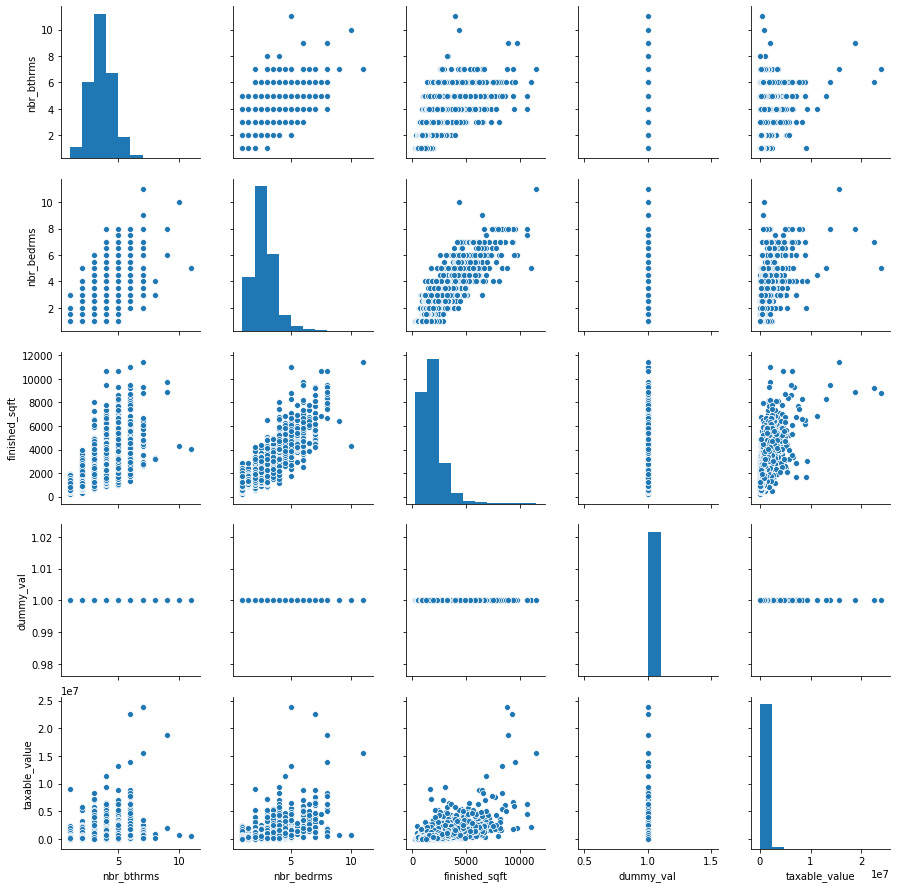 nbr_bthrms
10
8
6
4
2
nbr_bedrms
10
8
6
4
2
finished_sqft
12000
10000
8000
6000
4000
2000
0
dummy_val
1.02
1.01
1.00
0.99
0.98
1e7
taxable_value
2.5
2.0
1.5
1.0
0.5
0.0
5 10
5 10
0 5000 10000
0.5 1.0 1.5
0 1 2
1e7
nbr_bthrms nbr_bedrms finished_sqft dummy_val taxable_value